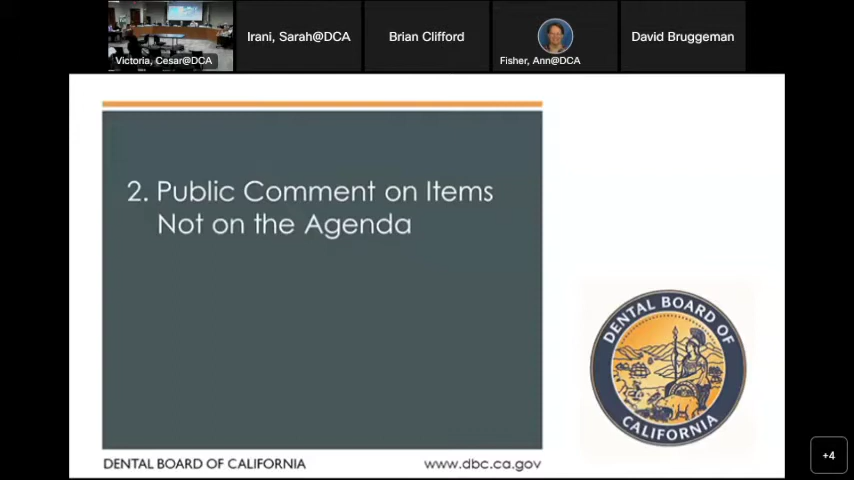 Victoria, Cesar@DCA
Irani, Sarah@DCA
Brian Clifford
Fisher, Ann@DCA
David Bruggeman
2. Public Comment on Items
Not on the Agenda
DENTAL BOARD OF
CALIFORNIA
DENTAL BOARD OF CALIFORNIA
www.dbc.ca.gov
+4